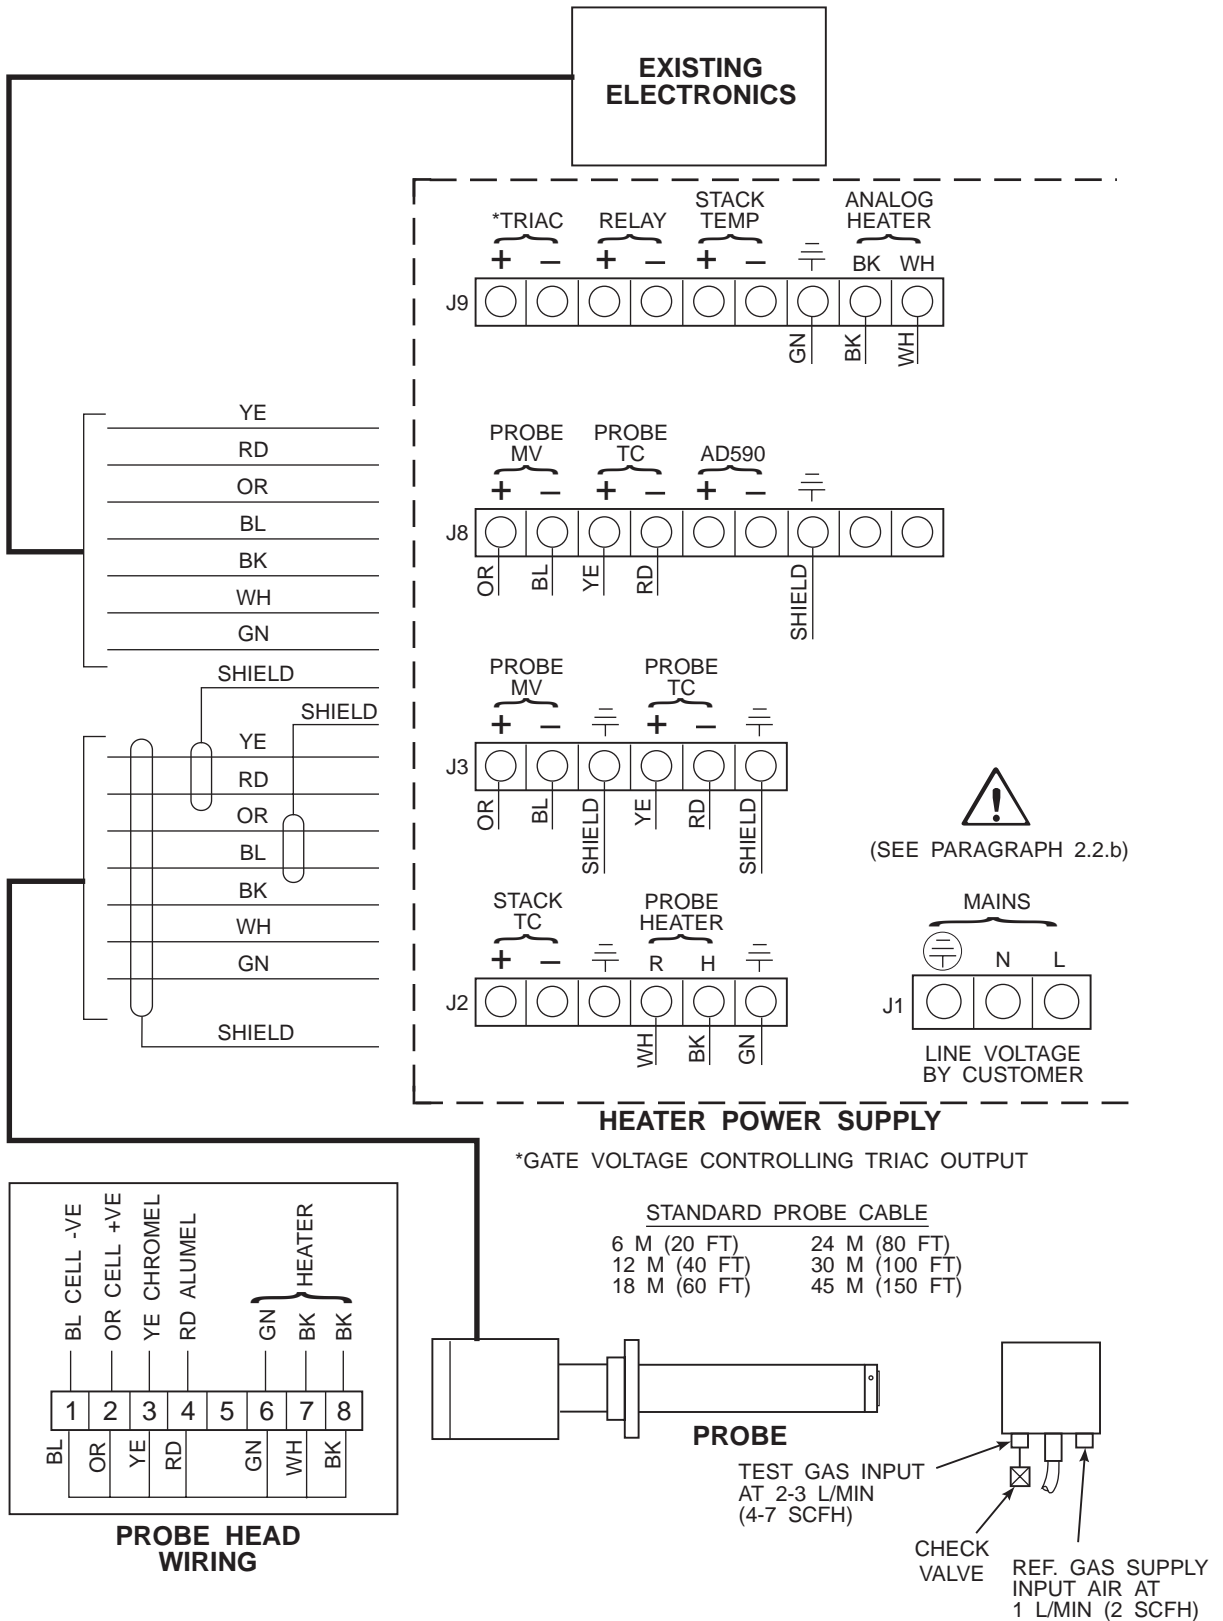 EXISTING
ELECTRONICS
*TRIAC
RELAY
STACK
TEMP
ANALOG
HEATER
+ – + – + – BK WH
J9
GN BK WH
YE
RD
OR
BL
BK
WH
GN
SHIELD
SHIELD
YE
RD
OR
BL
BK
WH
GN
SHIELD
PROBE
MV
PROBE
TC
AD590
+ – + – + –
J8
OR BL YE RD SHIELD
PROBE
MV
PROBE
TC
+ – + –
J3
OR BL SHIELD YE RD SHIELD
(SEE PARAGRAPH 2.2.b)
!
STACK
TC
PROBE
HEATER
+ – R H
J2
WH BK GN
MAINS
N L
J1
LINE VOLTAGE
BY CUSTOMER
HEATER POWER SUPPLY
*GATE VOLTAGE CONTROLLING TRIAC OUTPUT
STANDARD PROBE CABLE
6 M (20 FT) 24 M (80 FT)
12 M (40 FT) 30 M (100 FT)
18 M (60 FT) 45 M (150 FT)
BL CELL -VE
OR CELL +VE
YE CHROMEL
RD ALUMEL
HEATER
GN BK BK
1 2 3 4 5 6 7 8
BL OR YE RD GN WH BK
PROBE HEAD
WIRING
PROBE
TEST GAS INPUT
AT 2-3 L/MIN
(4-7 SCFH)
CHECK
VALVE
REF. GAS SUPPLY
INPUT AIR AT
1 L/MIN (2 SCFH)